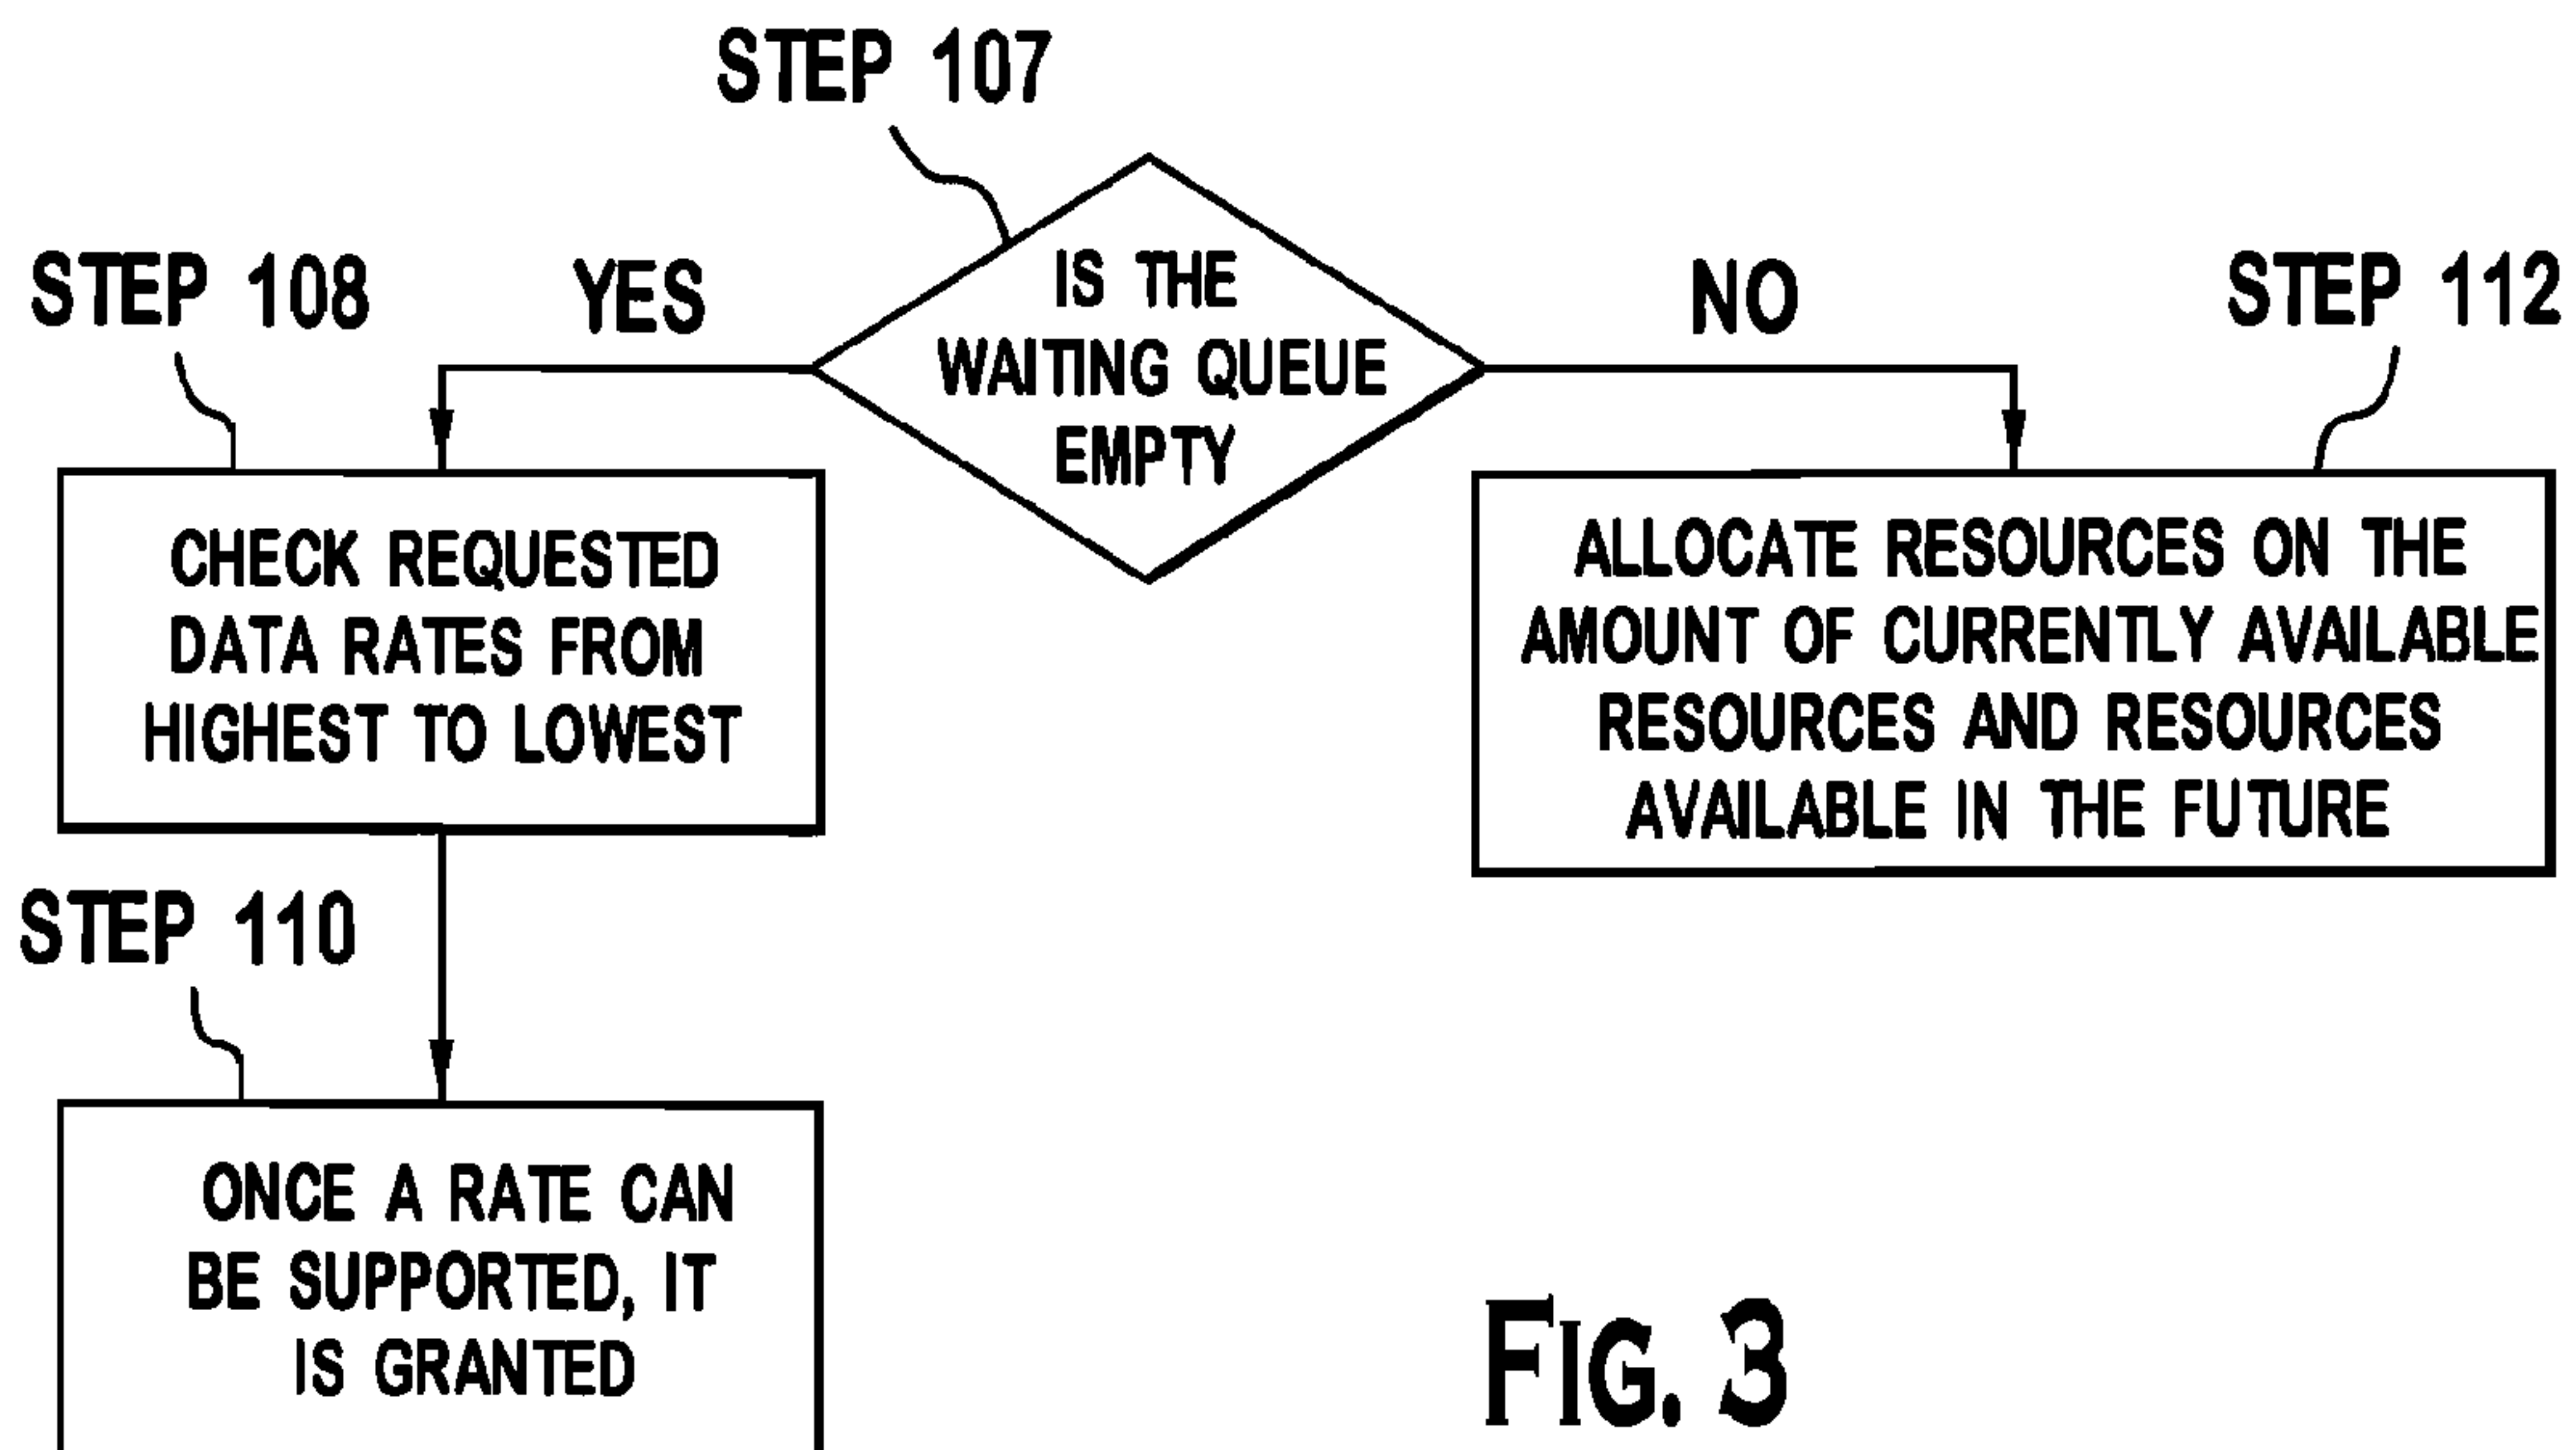 STEP 107
IS THE
WAITING QUEUE
EMPTY
YES
NO
STEP 108
CHECK REQUESTED
DATA RATES FROM
HIGHEST TO LOWEST
STEP 112
ALLOCATE RESOURCES ON THE
AMOUNT OF CURRENTLY AVAILABLE
RESOURCES AND RESOURCES
AVAILABLE IN THE FUTURE
STEP 110
ONCE A RATE CAN
BE SUPPORTED, IT
IS GRANTED
FIG. 3